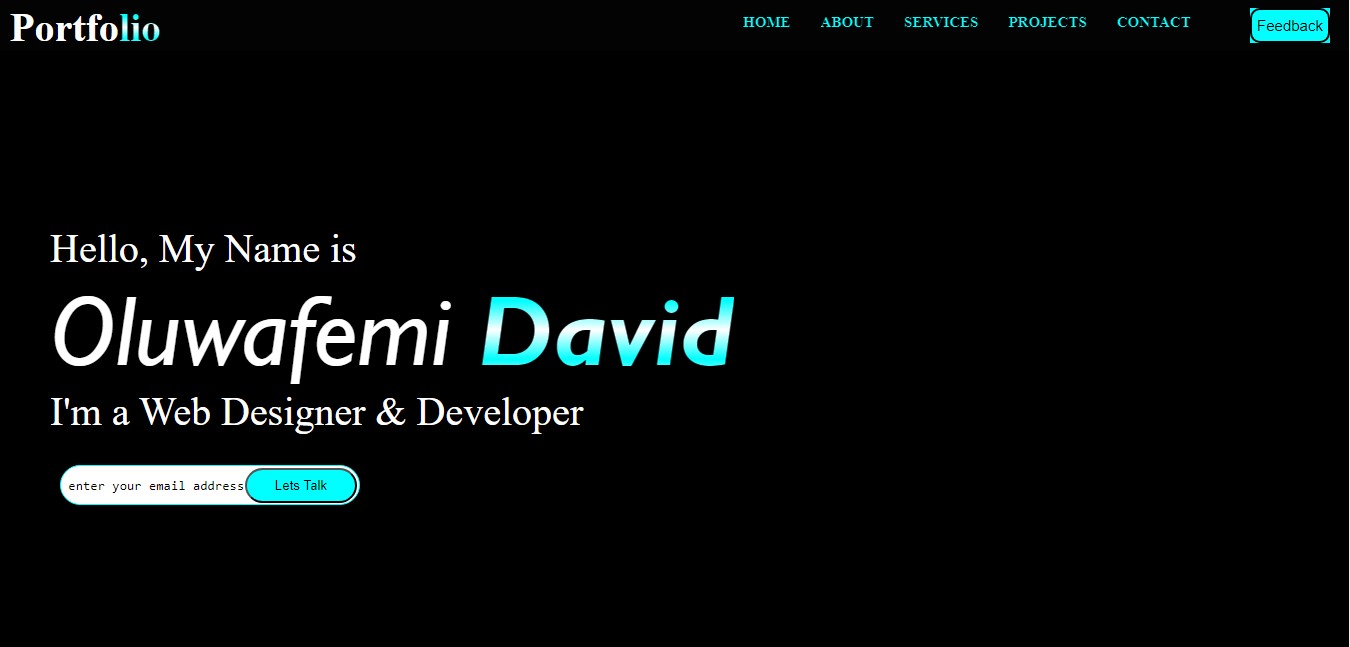 Portfolio
HOME ABOUT SERVICES PROJECTS CONTACT Feedback
Hello, My Name is
Oluwafemi David
I'm a Web Designer & Developer
enter your email address Lets Talk